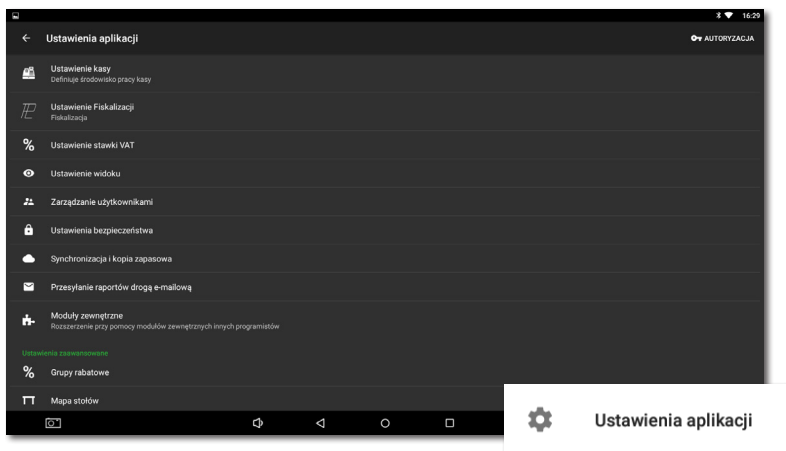 16:29
Ustawienia aplikacji
AUTORYZACJA
Ustawienie kasy
Definiuje środowisko pracy kasy
Ustawienie Fiskalizacji
Fiskalizacja
Ustawienie stawki VAT
Ustawienie widoku
Zarządzanie użytkownikami
Ustawienia bezpieczeństwa
Synchronizacja i kopia zapasowa
Przesyłanie raportów drogą e-mailową
Moduły zewnętrzne
Rozszerzenie przy pomocy modułów zewnętrznych innych programistów
Ustawienia zaawansowane
Grupy rabatowe
Mapa stołów
Ustawienia aplikacji